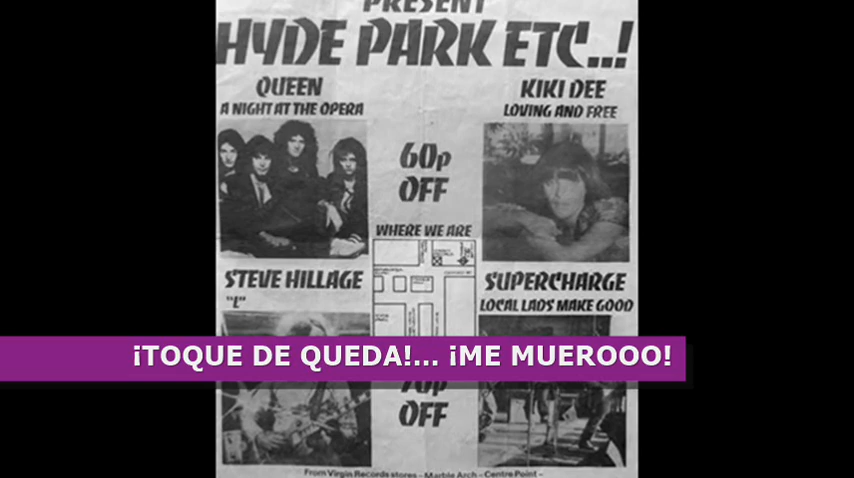 PRESENT
HYDE PARK ETC..!
QUEEN
A NIGHT AT THE OPERA
KIKI DEE
LOVING AND FREE
60p
OFF
WHERE WE ARE
STEVE HILLAGE
"L"
SUPERCHARGE
LOCAL LADS MAKE GOOD
¡TOQUE DE QUEDA!... ¡ME MUEROOO!
70p
OFF
From Virgin Records stores - Marble Arch - Centre Point -